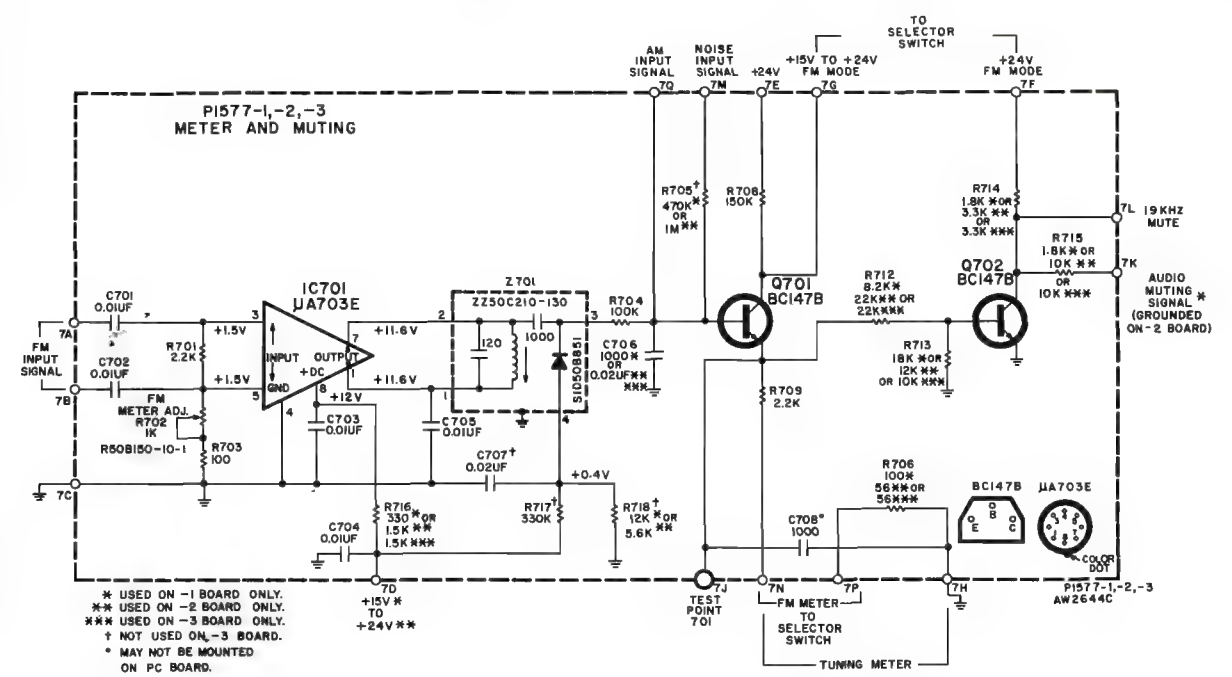 TO
SELECTOR
SWITCH
AM
INPUT
SIGNAL
7Q
NOISE
INPUT
SIGNAL
7M
+24V
7E
+15V TO +24V
FM MODE
7G
+24V
FM MODE
7F
P1577-1,-2,-3
METER AND MUTING
R705†
470K*
OR
1M**
R708
150K
R714
1.8K * OR
3.3K **
OR
3.3K ***
7L
19KHZ
MUTE
R715
1.8K* OR
10K **
OR
10K ***
7K
AUDIO
MUTING
SIGNAL *
(GROUNDED
ON-2 BOARD)
C701
0.01UF
7A
FM
INPUT
SIGNAL
C702
0.01UF
7B
R701
2.2K
+1.5V
+1.5V
3
5
IC701
μA703E
INPUT
OUTPUT
+DC
GND
7
1
8
4
+12V
+11.6V
+11.6V
2
1
Z701
ZZ50C210-130
120
1000
S1D50B851
3
4
R704
100K
C706
1000*
OR
0.02UF**
***
Q701
BC147B
R712
8.2K*
22K** OR
22K***
Q702
BC147B
R713
18K *OR
12K **
OR 10K ***
R709
2.2K
FM
METER ADJ.
R702
1K
R50B150-10-1
R703
100
7C
C703
0.01UF
C705
0.01UF
C707†
0.02UF
+0.4V
R716
330 * OR
1.5K **
1.5K ***
R717†
330K
R718†
12K *OR
5.6K **
C704
0.01UF
R706
100*
56** OR
56***
C708°
1000
BC147B
B
E
C
μA703E
COLOR
DOT
7D
+15V *
TO
+24V **
7J
TEST
POINT
701
7N
7P
FM METER
TO
SELECTOR
SWITCH
7H
TUNING METER
P1577-1,-2,-3
AW2644C
* USED ON -1 BOARD ONLY.
** USED ON -2 BOARD ONLY.
*** USED ON -3 BOARD ONLY.
† NOT USED ON -3 BOARD.
° MAY NOT BE MOUNTED
ON PC BOARD.